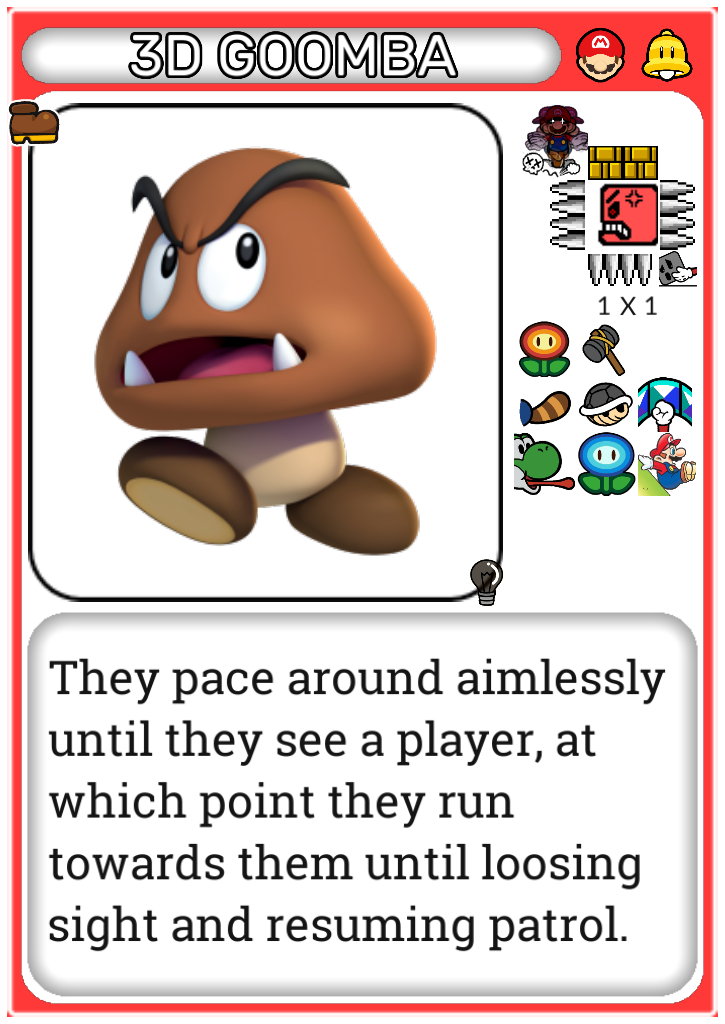 3D GOOMBA
1 X 1
They pace around aimlessly
until they see a player, at
which point they run
towards them until loosing
sight and resuming patrol.